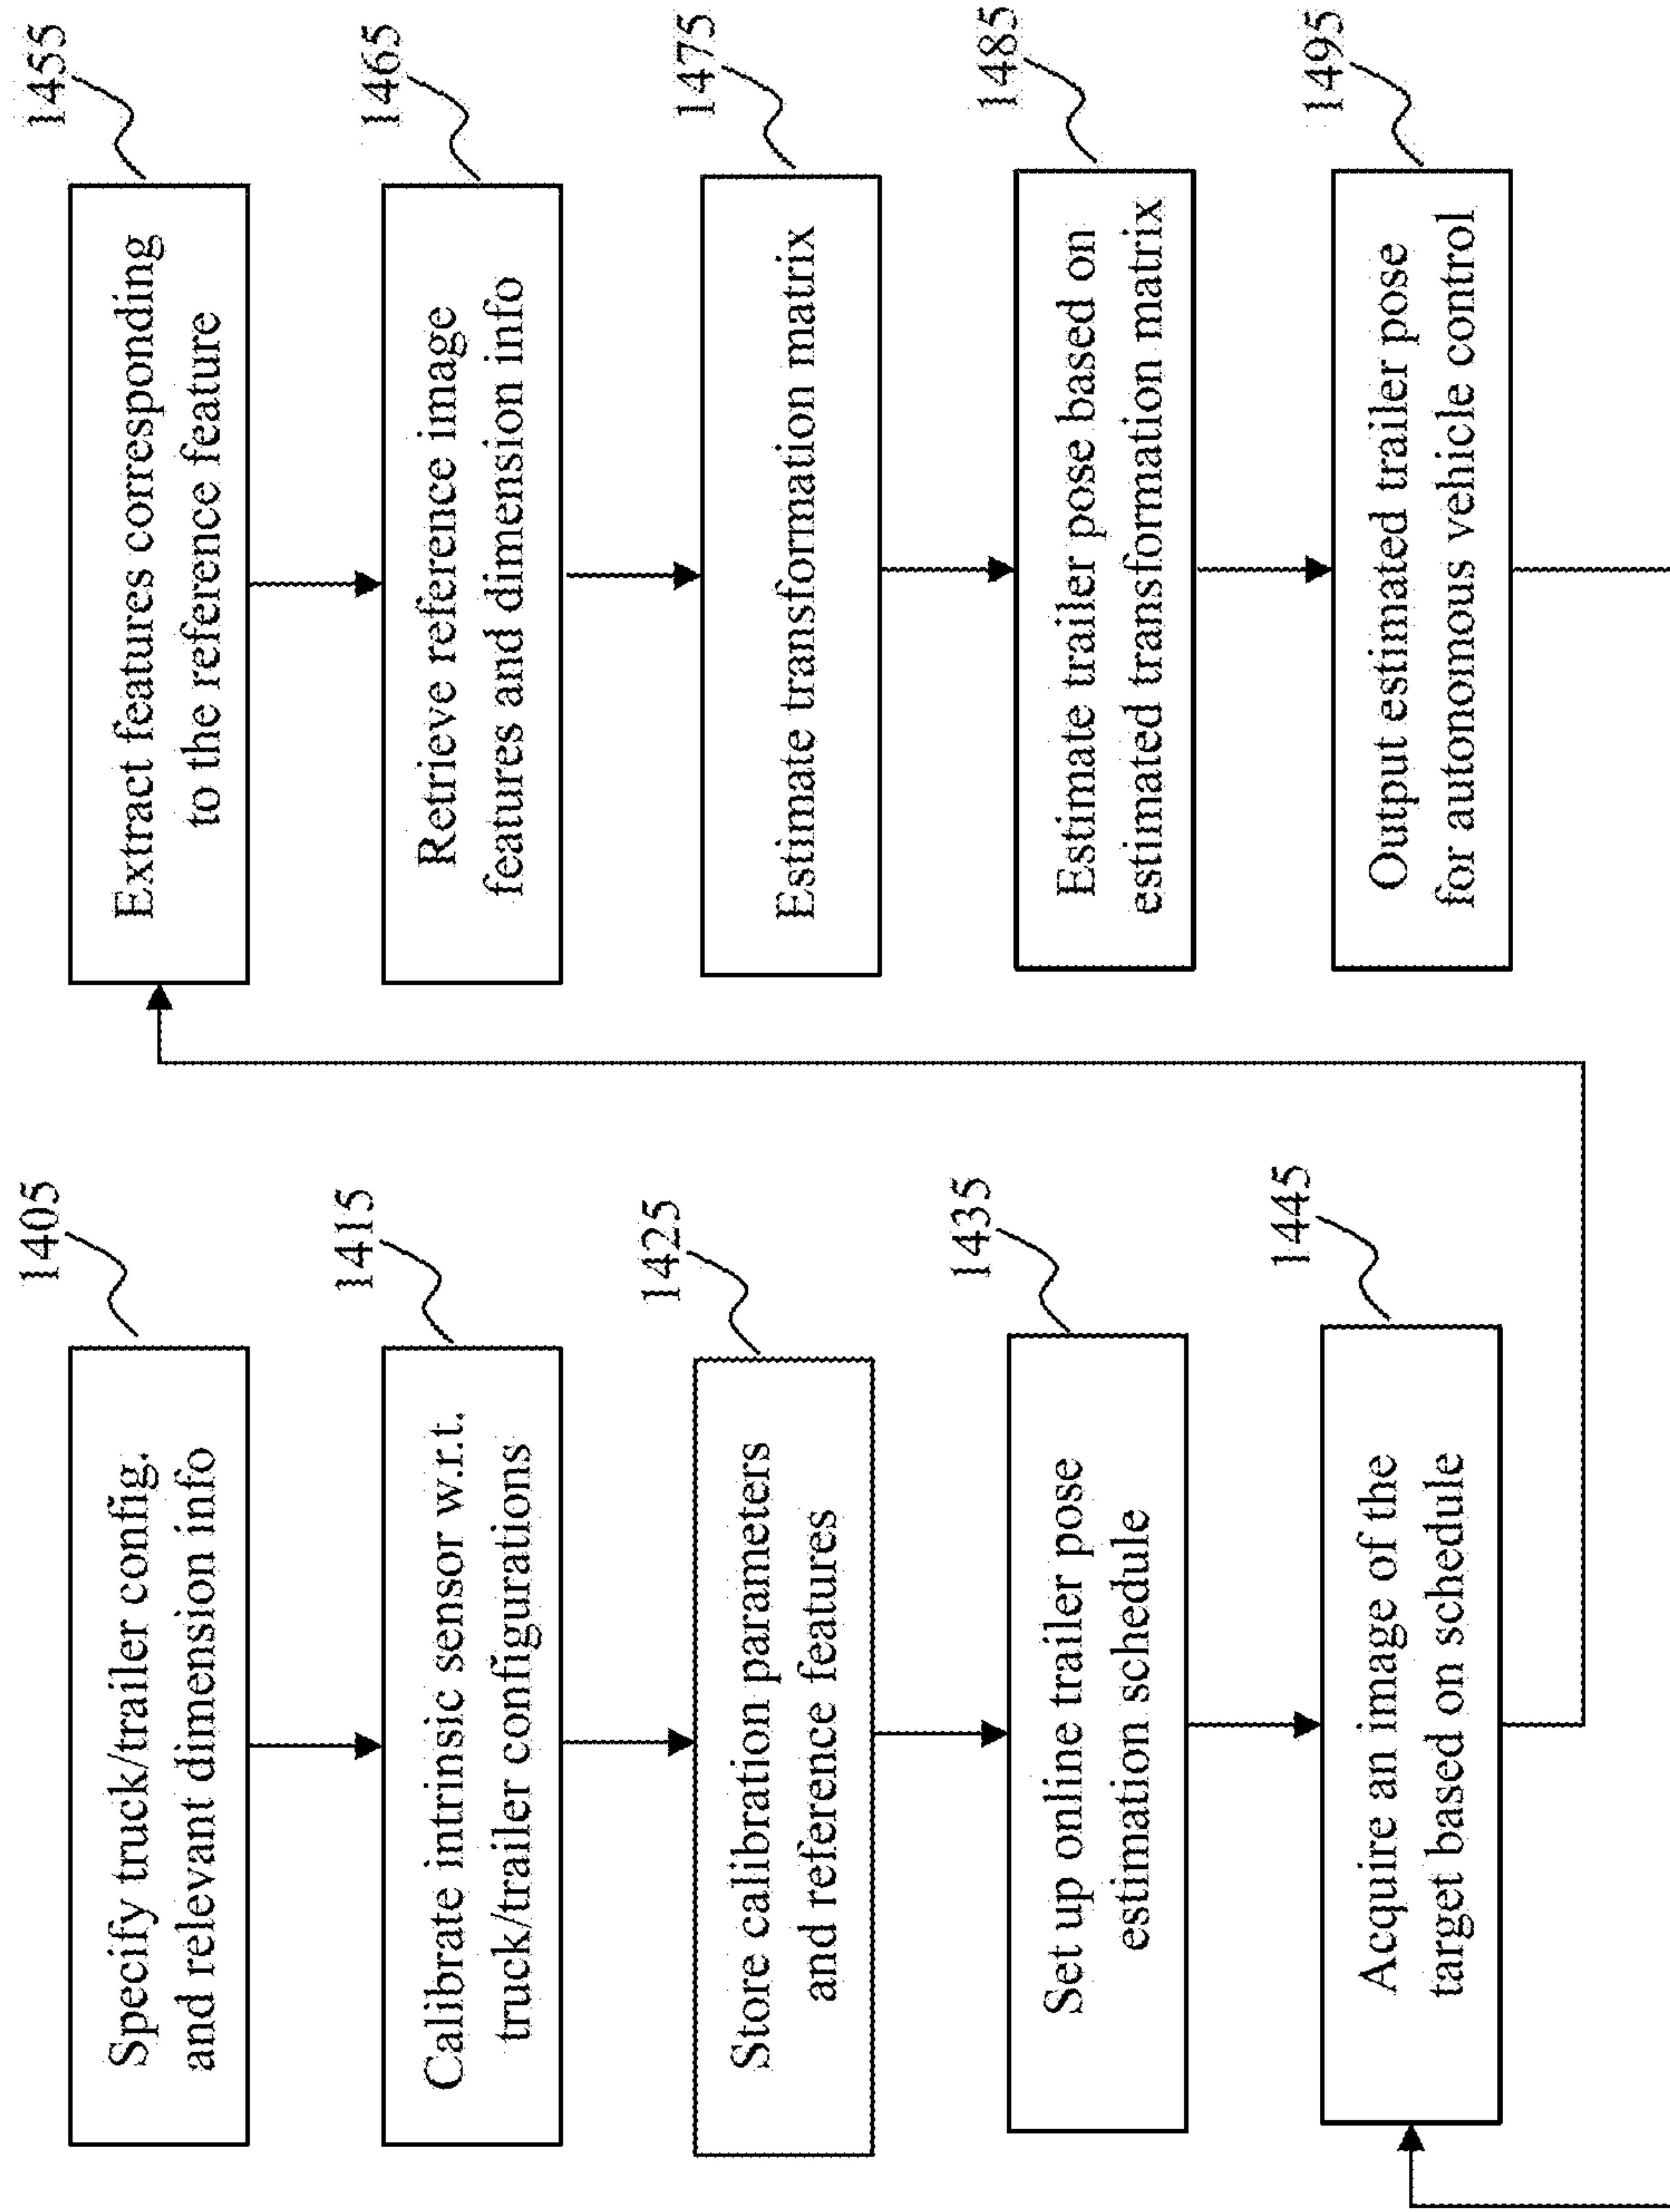 1405
Specify truck/trailer config.
and relevant dimension info
1415
Calibrate intrinsic sensor w.r.t.
truck/trailer configurations
1425
Store calibration parameters
and reference features
1435
Set up online trailer pose
estimation schedule
1445
Acquire an image of the
target based on schedule
1455
Extract features corresponding
to the reference feature
1465
Retrieve reference image
features and dimension info
1475
Estimate transformation matrix
1485
Estimate trailer pose based on
estimated transformation matrix
1495
Output estimated trailer pose
for autonomous vehicle control